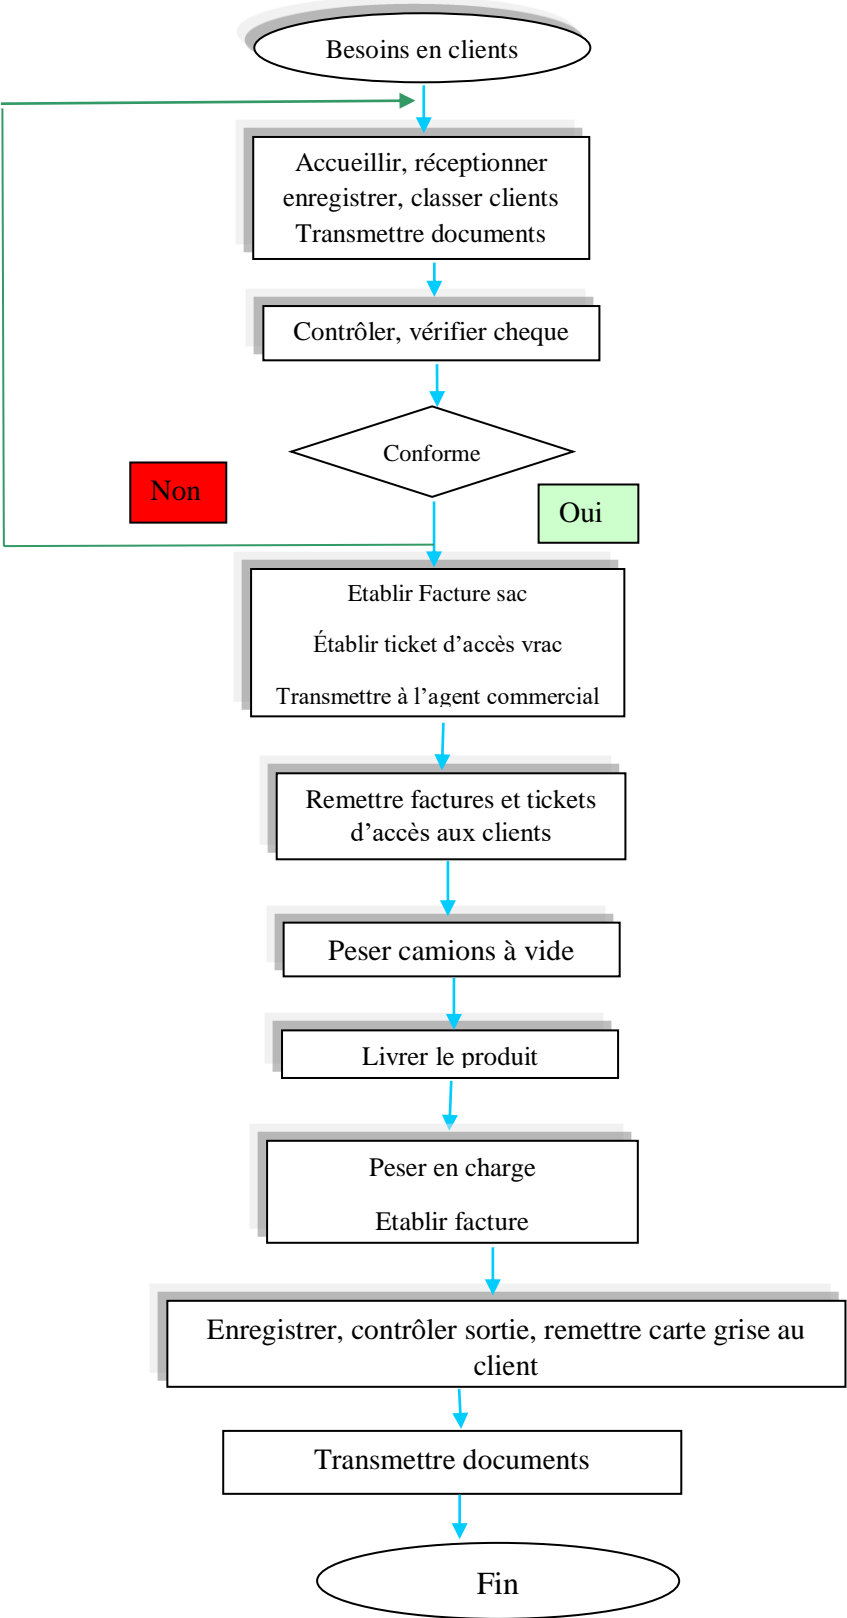 Besoins en clients
Accueillir, réceptionner
enregistrer, classer clients
Transmettre documents
Contrôler, vérifier cheque
Conforme
Non
Oui
Etablir Facture sac
Établir ticket d’accès vrac
Transmettre à l’agent commercial
Remettre factures et tickets
d’accès aux clients
Peser camions à vide
Livrer le produit
Peser en charge
Etablir facture
Enregistrer, contrôler sortie, remettre carte grise au
client
Transmettre documents
Fin